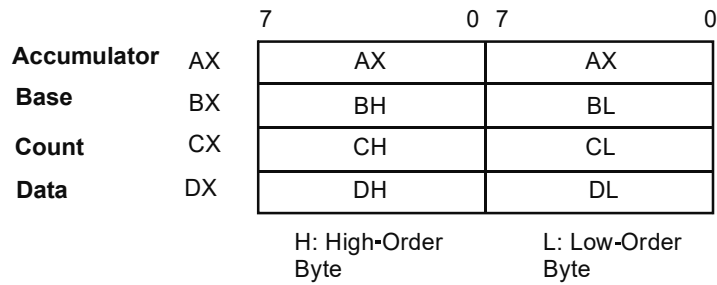 7 0 7 0
Accumulator AX AX AX
Base BX BH BL
Count CX CH CL
Data DX DH DL
H: High-Order L: Low-Order
Byte Byte